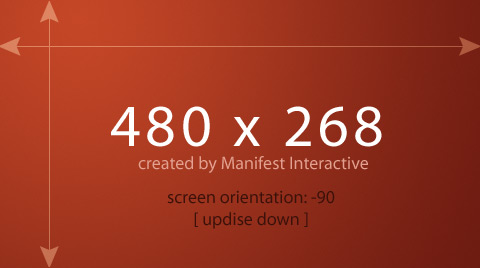 480 x 268
created by Manifest Interactive
screen orientation: -90
[ updise down ]